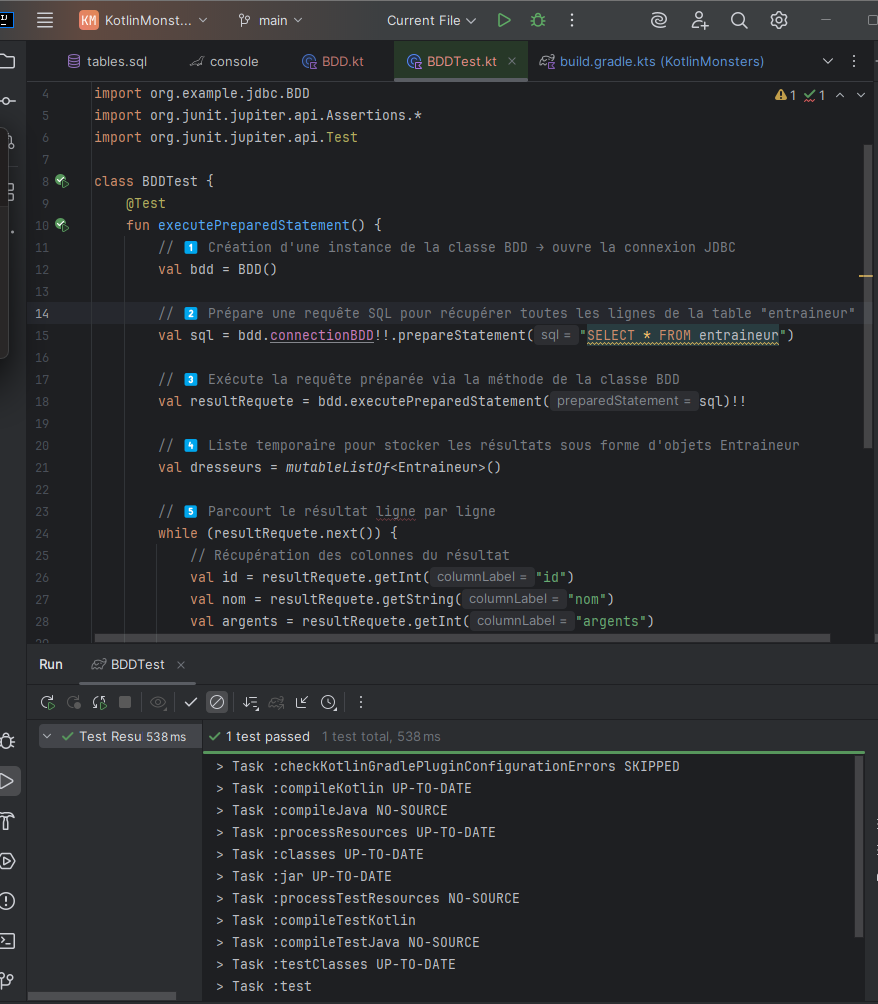 KM KotlinMonst... main Current File
tables.sql console BDD.kt BDDTest.kt build.gradle.kts (KotlinMonsters)
1 1
4 import org.example.jdbc.BDD
5 import org.junit.jupiter.api.Assertions.*
6 import org.junit.jupiter.api.Test
7
8 class BDDTest {
9 @Test
10 fun executePreparedStatement() {
11 // 1️⃣ Création d'une instance de la classe BDD → ouvre la connexion JDBC
12 val bdd = BDD()
13
14 // 2️⃣ Prépare une requête SQL pour récupérer toutes les lignes de la table "entraineur"
15 val sql = bdd.connectionBDD!!.prepareStatement( sql = "SELECT * FROM entraineur")
16
17 // 3️⃣ Exécute la requête préparée via la méthode de la classe BDD
18 val resultRequete = bdd.executePreparedStatement( preparedStatement = sql)!!
19
20 // 4️⃣ Liste temporaire pour stocker les résultats sous forme d'objets Entraineur
21 val dresseurs = mutableListOf<Entraineur>()
22
23 // 5️⃣ Parcourt le résultat ligne par ligne
24 while (resultRequete.next()) {
25 // Récupération des colonnes du résultat
26 val id = resultRequete.getInt( columnLabel = "id")
27 val nom = resultRequete.getString( columnLabel = "nom")
28 val argents = resultRequete.getInt( columnLabel = "argents")
Run BDDTest
Test Resu 538 ms 1 test passed 1 test total, 538 ms
> Task :checkKotlinGradlePluginConfigurationErrors SKIPPED
> Task :compileKotlin UP-TO-DATE
> Task :compileJava NO-SOURCE
> Task :processResources UP-TO-DATE
> Task :classes UP-TO-DATE
> Task :jar UP-TO-DATE
> Task :processTestResources NO-SOURCE
> Task :compileTestKotlin
> Task :compileTestJava NO-SOURCE
> Task :testClasses UP-TO-DATE
> Task :test